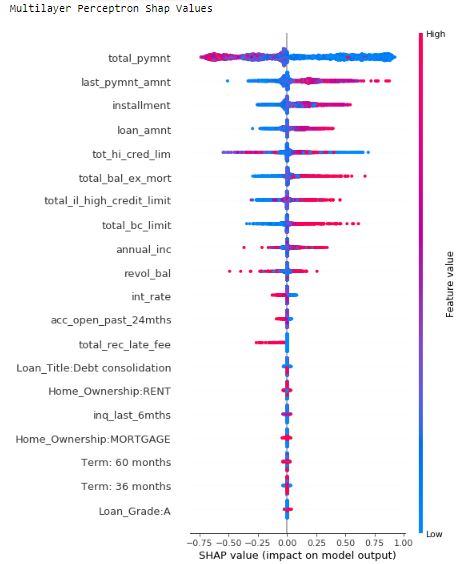 Multilayer Perceptron Shap Values
High
total_pymnt
last_pymnt_amnt
installment
loan_amnt
tot_hi_cred_lim
total_bal_ex_mort
total_il_high_credit_limit
total_bc_limit
annual_inc
revol_bal
int_rate
acc_open_past_24mths
total_rec_late_fee
Loan_Title:Debt consolidation
Home_Ownership:RENT
inq_last_6mths
Home_Ownership:MORTGAGE
Term: 60 months
Term: 36 months
Loan_Grade:A
Feature value
Low
−0.75 −0.50 −0.25 0.00 0.25 0.50 0.75 1.00
SHAP value (impact on model output)